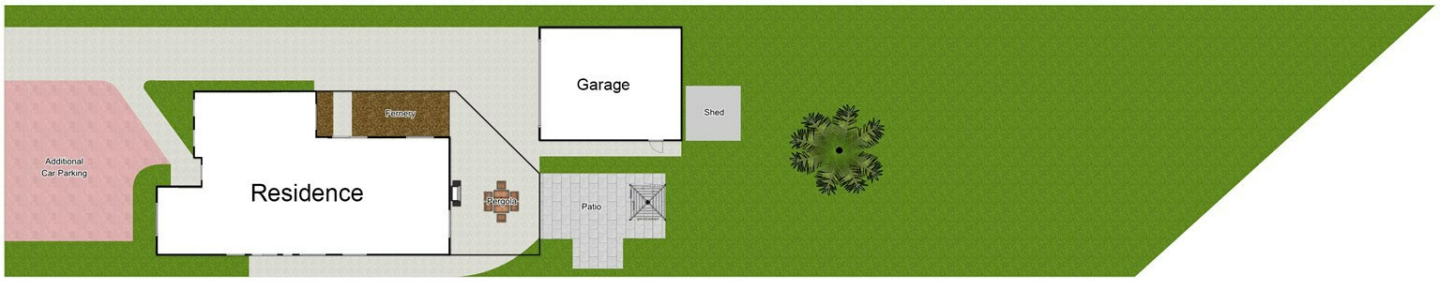 Garage
Shed
Fernery
Additional
Car Parking
Residence
Pergola
Patio